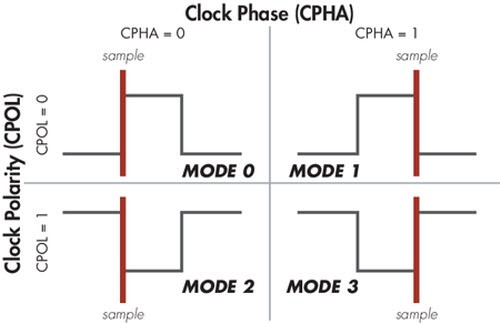 Clock Phase (CPHA)
CPHA = 0
CPHA = 1
sample
sample
Clock Polarity (CPOL)
CPOL = 0
MODE 0
MODE 1
CPOL = 1
MODE 2
MODE 3
sample
sample